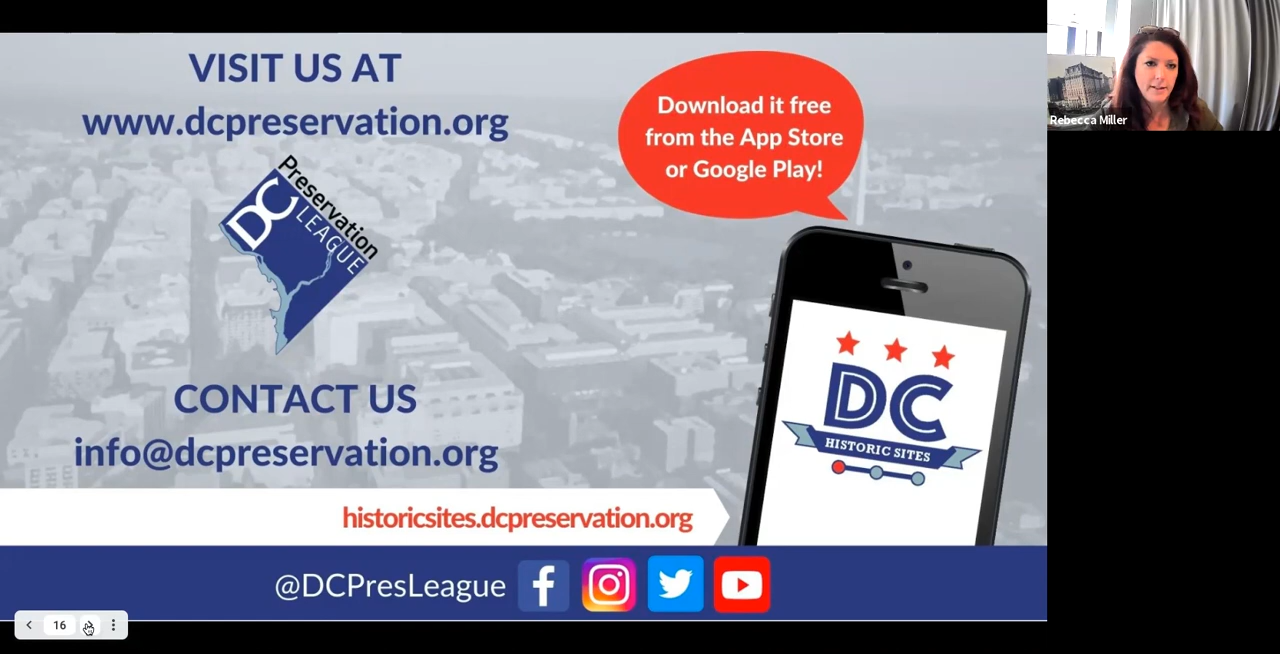 VISIT US AT
www.dcpreservation.org
DC
Preservation
LEAGUE
CONTACT US
info@dcpreservation.org
historicsites.dcpreservation.org
@DCPresLeague
Download it free
from the App Store
or Google Play!
DC
HISTORIC SITES
16
Rebecca Miller